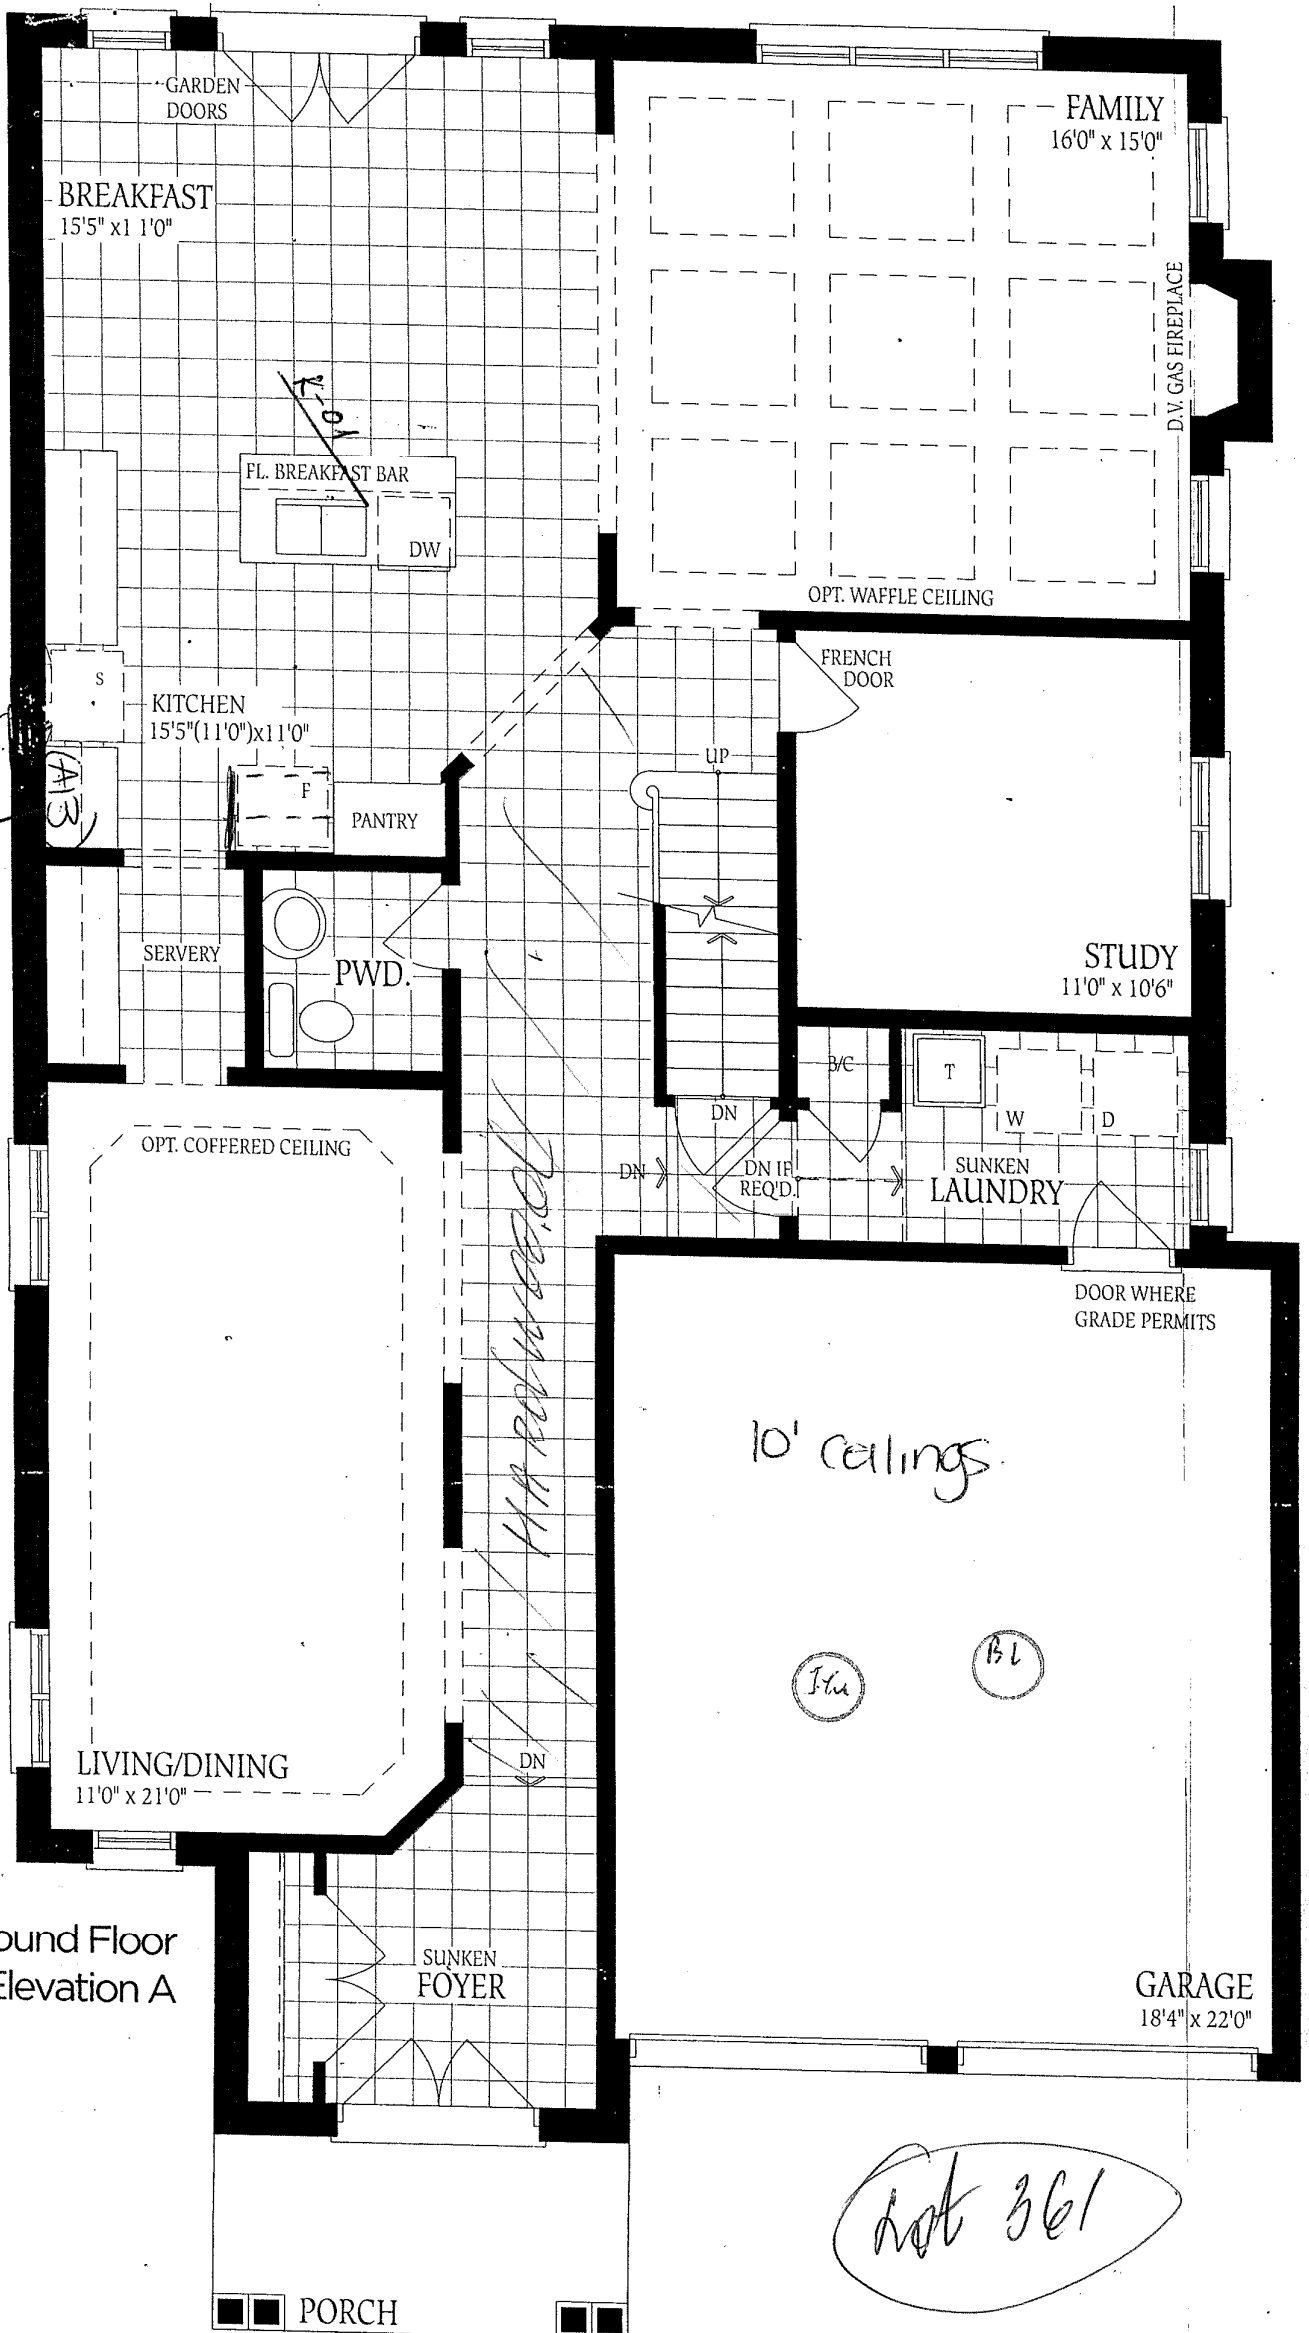 GARDEN
DOORS
FAMILY
16'0" x 15'0"
BREAKFAST
15'5" x1 1'0"
D.V. GAS FIREPLACE
K-01
FL. BREAKFAST BAR
DW
OPT. WAFFLE CEILING
FRENCH
DOOR
S
KITCHEN
15'5"(11'0")x11'0"
UP
F
PANTRY
A13
SERVERY
PWD.
STUDY
11'0" x 10'6"
B/C
T
W
D
DN
OPT. COFFERED CEILING
DN
DN IF
REQ'D.
SUNKEN
LAUNDRY
HARDWOOD
DOOR WHERE
GRADE PERMITS
10' ceilings
BL
LIVING/DINING
11'0" x 21'0"
DN
ound Floor
Elevation A
SUNKEN
FOYER
GARAGE
18'4" x 22'0"
Lot 361
PORCH